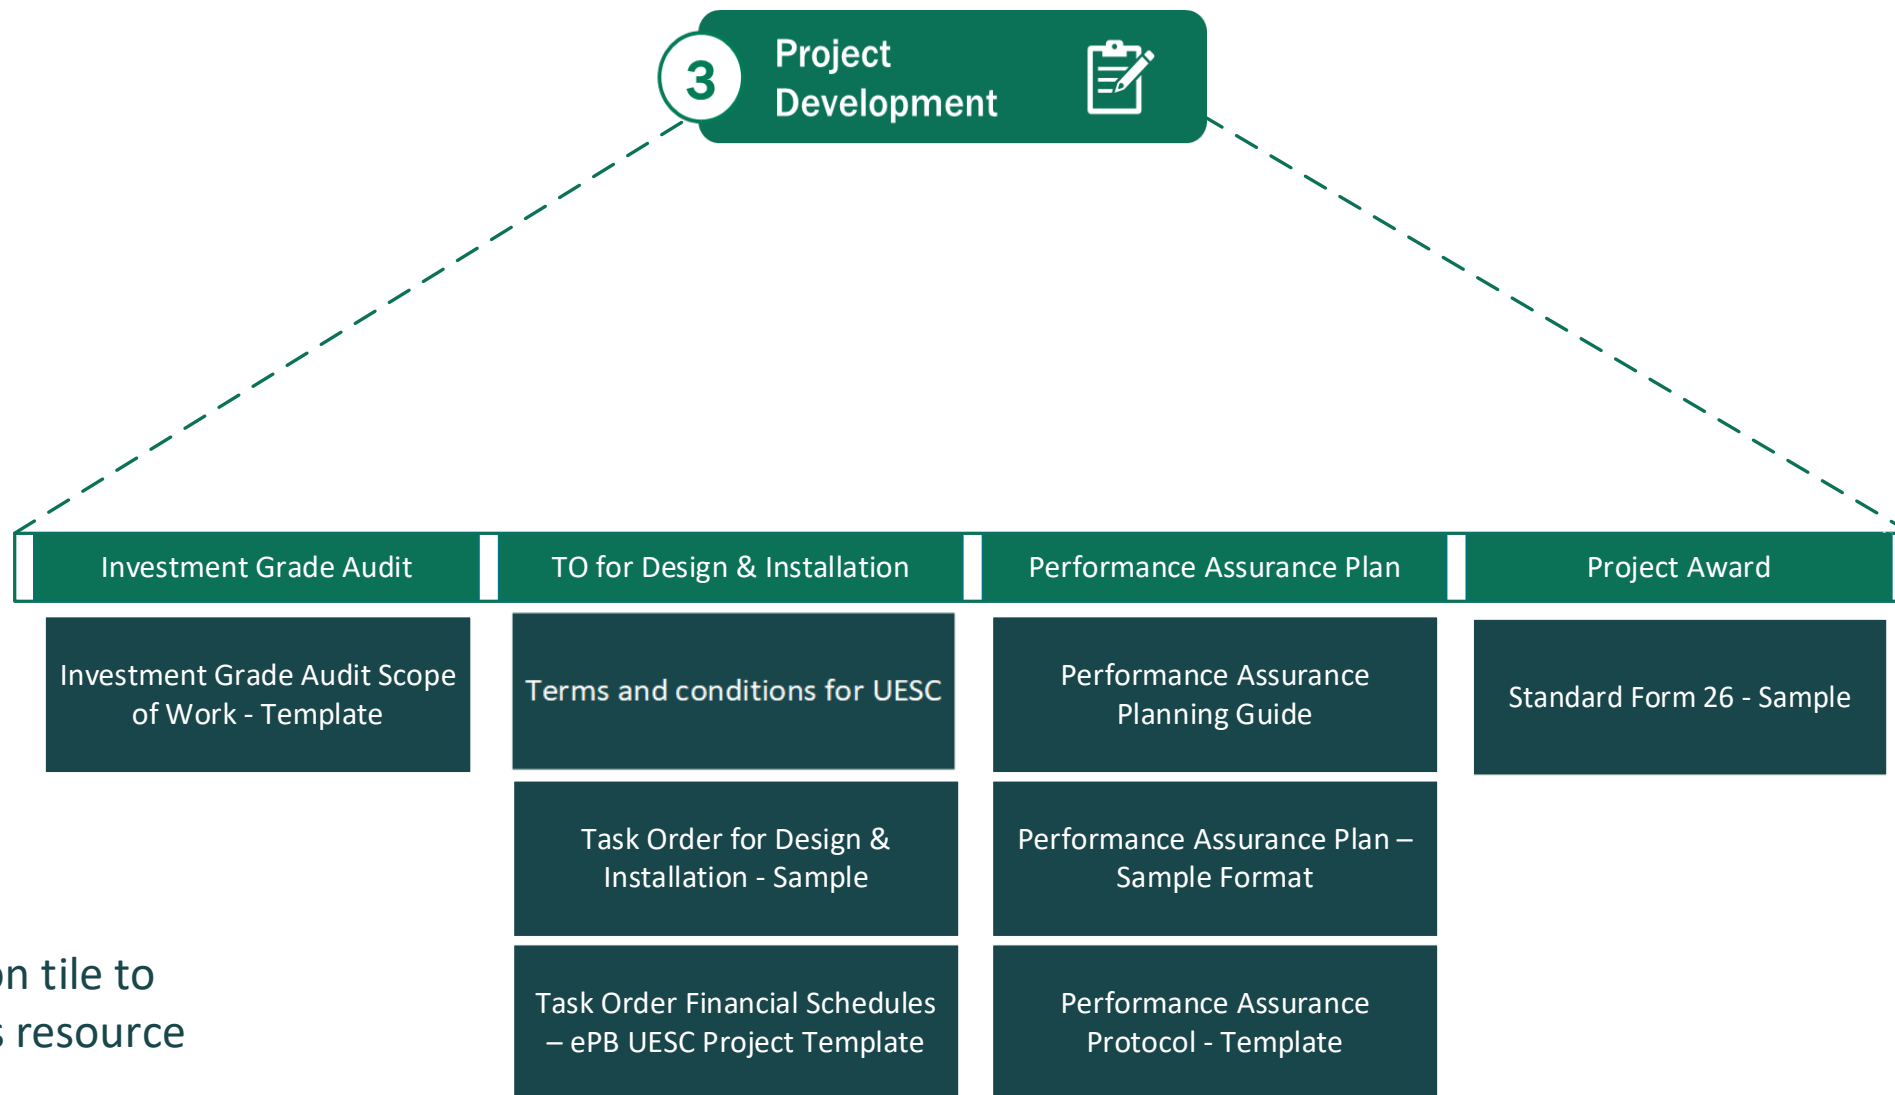 3
Project
Development
Investment Grade Audit
TO for Design & Installation
Performance Assurance Plan
Project Award
Investment Grade Audit Scope
of Work - Template
Terms and conditions for UESC
Task Order for Design &
Installation - Sample
Task Order Financial Schedules
– ePB UESC Project Template
Performance Assurance
Planning Guide
Performance Assurance Plan –
Sample Format
Performance Assurance
Protocol - Template
Standard Form 26 - Sample
on tile to
resource